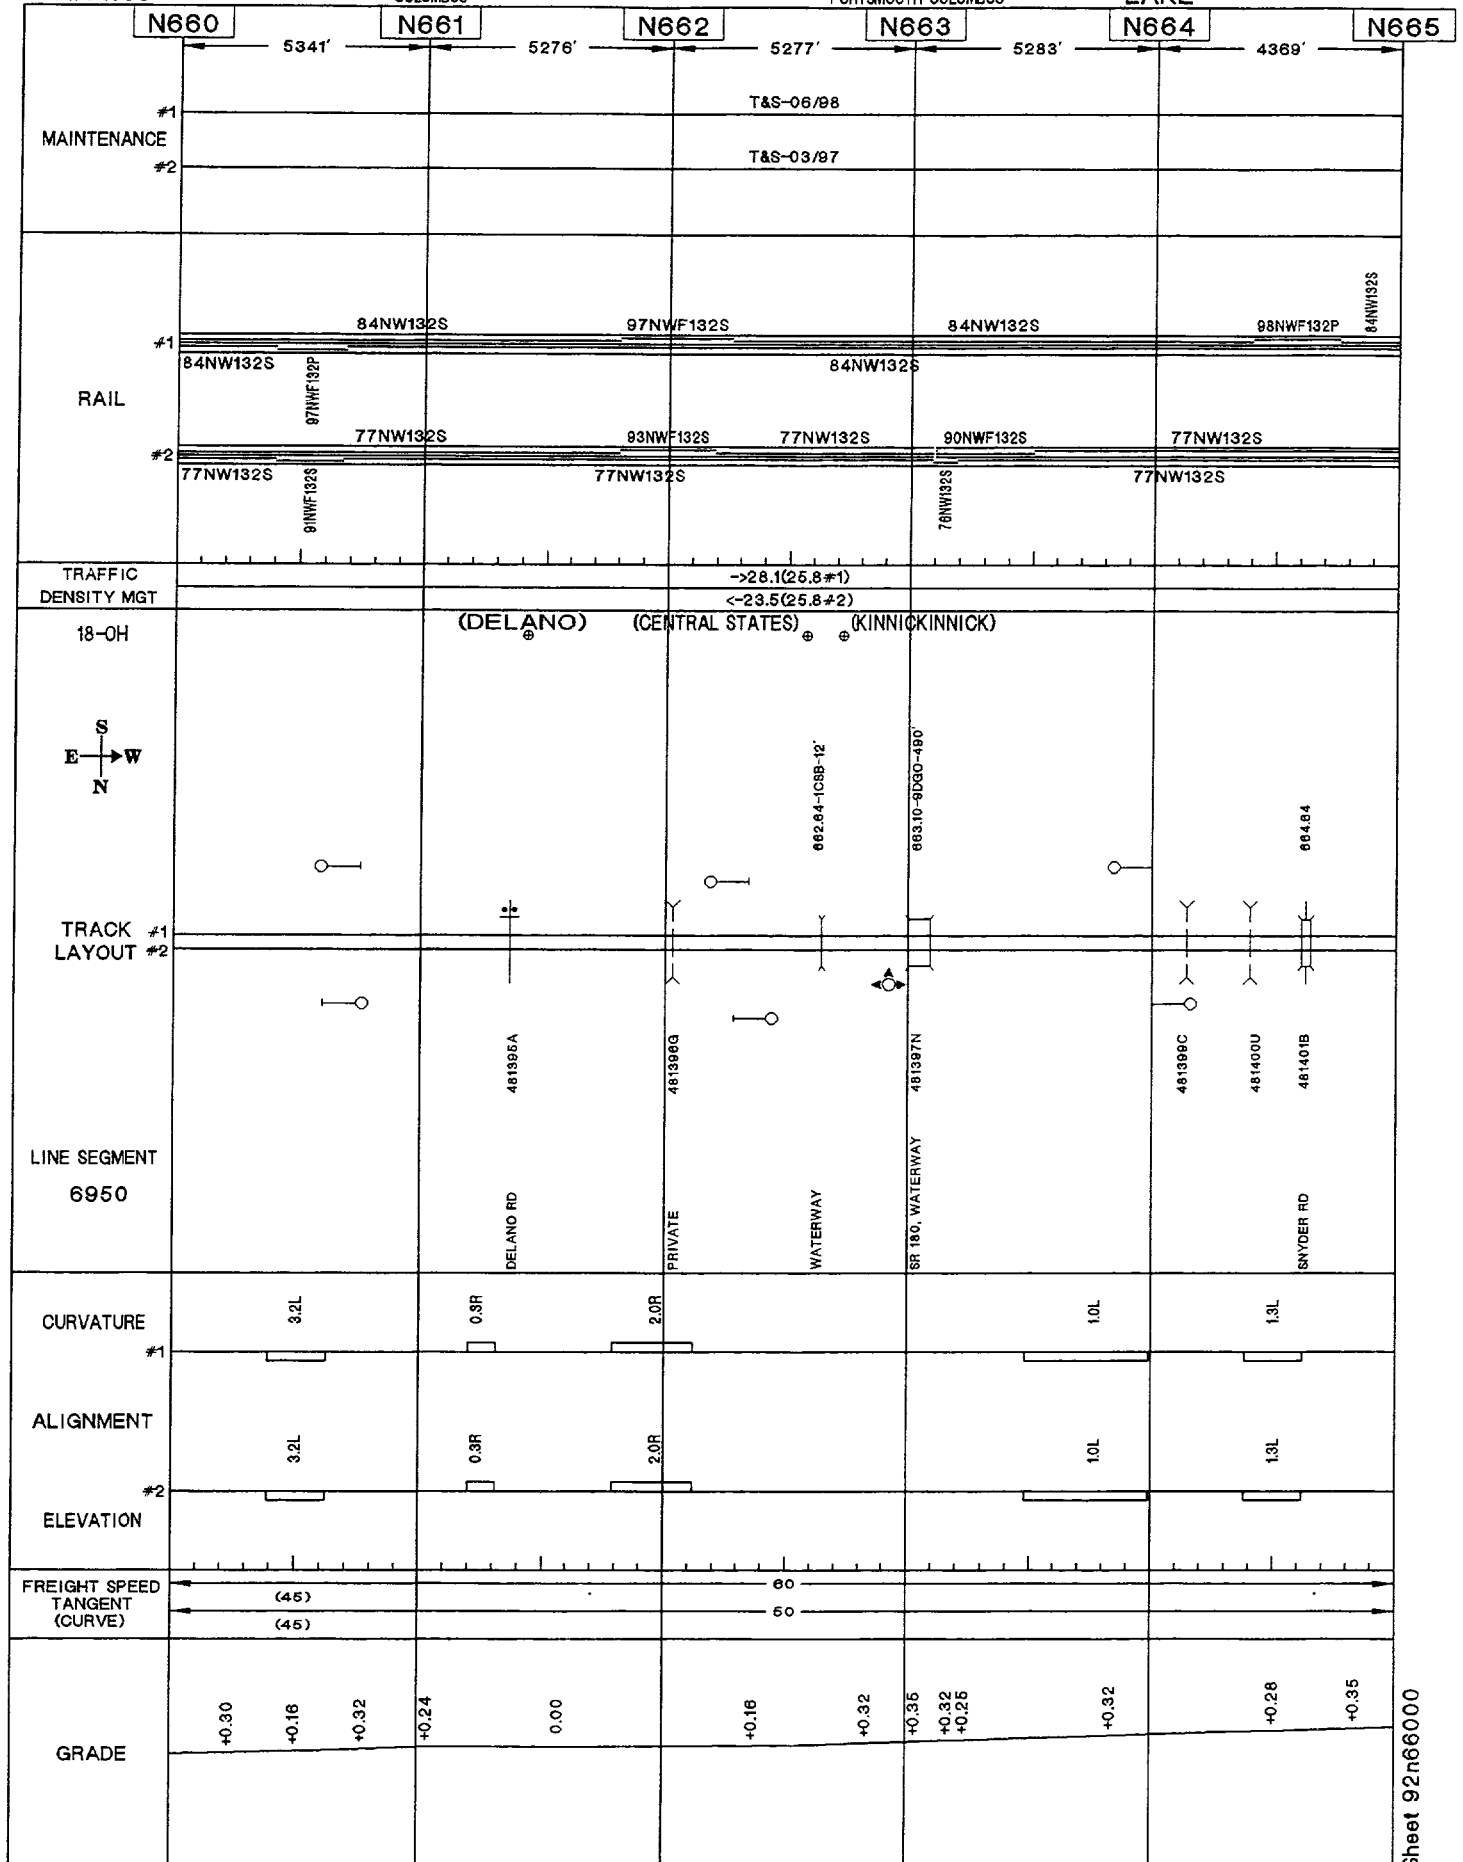 COLUMBUS
PORTSMOUTH-COLUMBUS
LAKE
N660 N661 N662 N663 N664 N665
5341' 5276' 5277' 5283' 4369'
#1 T&S-06/98
MAINTENANCE
#2 T&S-03/97
84NW132S
84NW132S 97NWF132S 84NW132S 98NWF132P
#1
84NW132S 84NW132S
97NWF132P
RAIL
77NW132S 93NWF132S 77NW132S 90NWF132S 77NW132S
#2
77NW132S 77NW132S 77NW132S
91NWF132S
76NW132S
TRAFFIC
DENSITY MGT
->28.1(25.8#1)
<-23.5(25.8#2)
18-OH
(DELANO) (CENTRAL STATES) (KINNICKINNICK)
S
E W
N
662.64-1CSB-12'
663.10-9DGO-490'
664.64
TRACK #1
LAYOUT #2
A
481395A
481396G
481397N
481399C
481400U
481401B
LINE SEGMENT
6950
DELANO RD
PRIVATE
WATERWAY
SR 180, WATERWAY
SNYDER RD
CURVATURE
3.2L 0.3R 2.0R 1.0L 1.3L
#1
ALIGNMENT
3.2L 0.3R 2.0R 1.0L 1.3L
#2
ELEVATION
FREIGHT SPEED
TANGENT
(CURVE)
60
(45)
50
(45)
GRADE
+0.30 +0.16 +0.32 +0.24 0.00 +0.16 +0.32 +0.35 +0.32 +0.25 +0.32 +0.28 +0.35
Sheet 92n66000